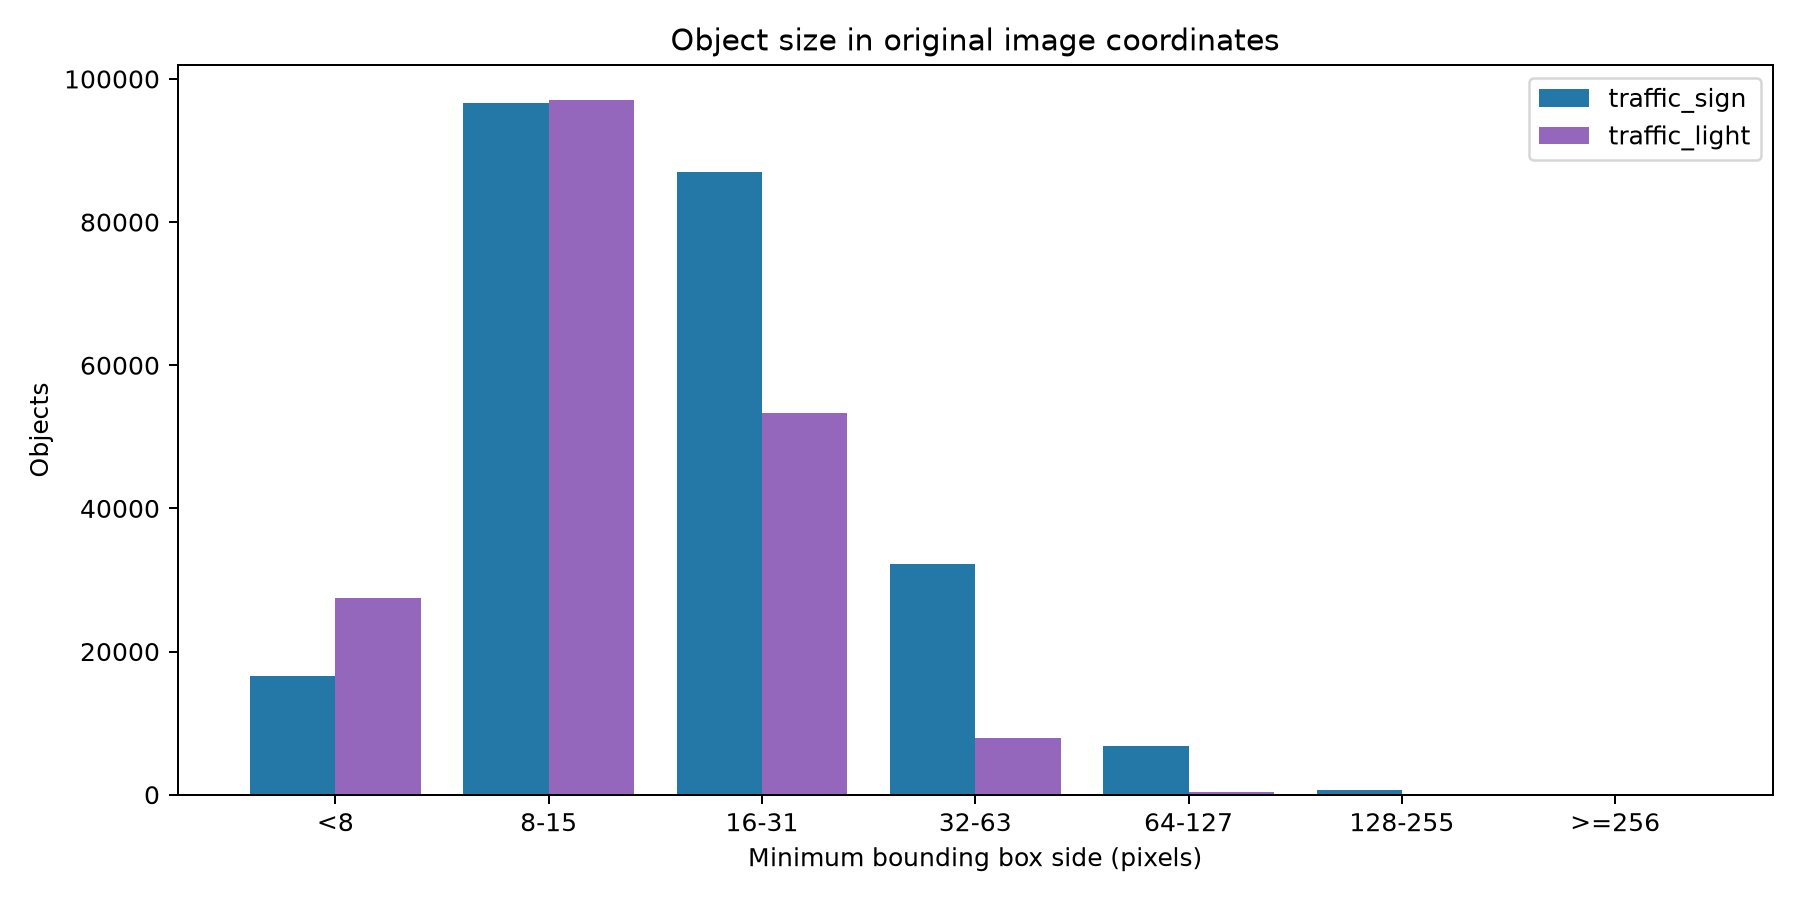 Object size in original image coordinates
traffic_sign
traffic_light
100000
80000
60000
40000
20000
0
Objects
<8 8-15 16-31 32-63 64-127 128-255 >=256
Minimum bounding box side (pixels)